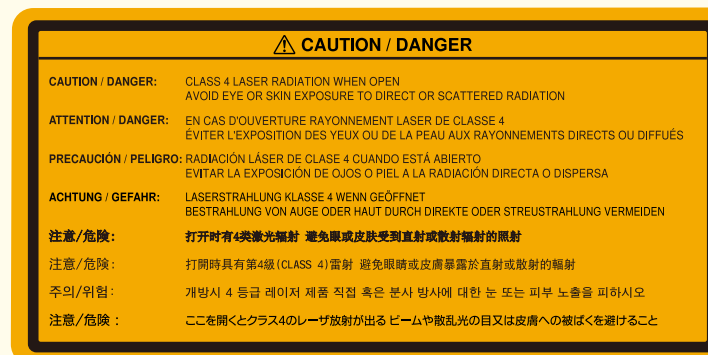 ⚠ CAUTION / DANGER
CAUTION / DANGER: CLASS 4 LASER RADIATION WHEN OPEN
AVOID EYE OR SKIN EXPOSURE TO DIRECT OR SCATTERED RADIATION
ATTENTION / DANGER: EN CAS D'OUVERTURE RAYONNEMENT LASER DE CLASSE 4
ÉVITER L'EXPOSITION DES YEUX OU DE LA PEAU AUX RAYONNEMENTS DIRECTS OU DIFFUÉS
PRECAUCIÓN / PELIGRO: RADIACIÓN LÁSER DE CLASE 4 CUANDO ESTÁ ABIERTO
EVITAR LA EXPOSICIÓN DE OJOS O PIEL A LA RADIACIÓN DIRECTA O DISPERSA
ACHTUNG / GEFAHR: LASERSTRAHLUNG KLASSE 4 WENN GEÖFFNET
BESTRAHLUNG VON AUGE ODER HAUT DURCH DIREKTE ODER STREUSTRAHLUNG VERMEIDEN
注意/危险: 打开时有4类激光辐射 避免眼或皮肤受到直射或散射辐射的照射
注意/危険: 打開時具有第4級(CLASS 4)雷射 避免眼睛或皮膚暴露於直射或散射的輻射
주의/위험: 개방시 4 등급 레이저 제품 직접 혹은 분사 방사에 대한 눈 또는 피부 노출을 피하시오
注意/危険: ここを開くとクラス4のレーザ放射が出る ビームや散乱光の目又は皮膚への被ばくを避けること